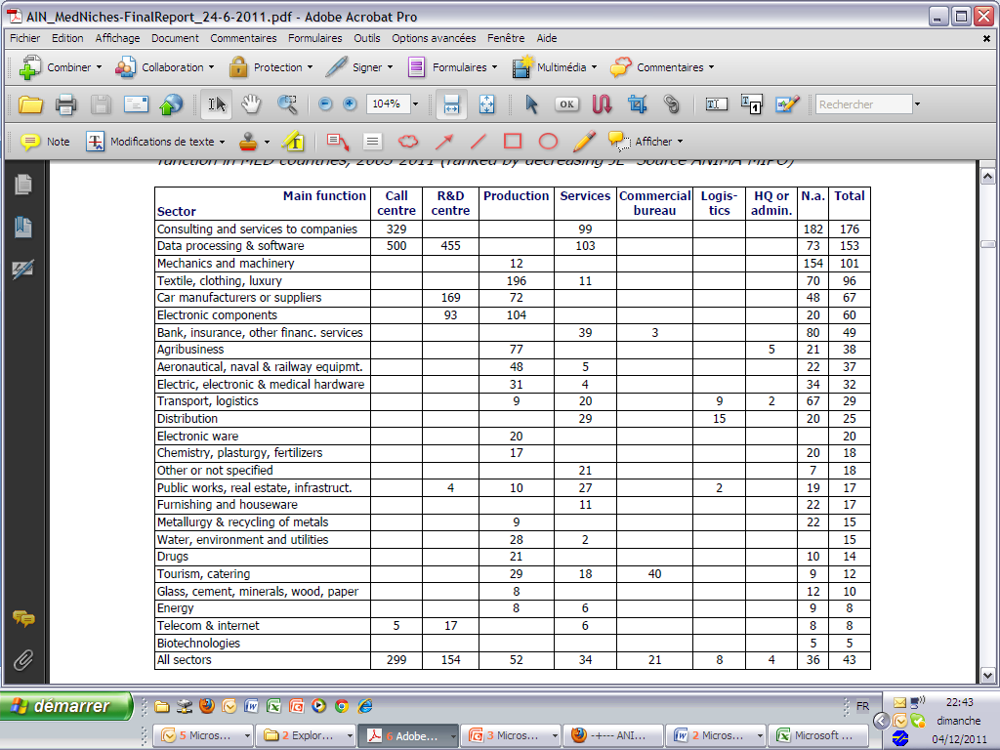 AIN_MedNiches-FinalReport_24-6-2011.pdf - Adobe Acrobat Pro
Fichier Edition Affichage Document Commentaires Formulaires Outils Options avancées Fenêtre Aide
Combiner Collaboration Protection Signer Formulaires Multimédia Commentaires
OK 104% Rechercher
Note Modifications de texte Afficher
function in MED countries, 2003-2011 (ranked by decreasing JE- Source ANIMA-MIPO)
Main function Call R&D Production Services Commercial Logis- HQ or N.a. Total
Sector centre centre bureau tics admin.
Consulting and services to companies 329 99 182 176
Data processing & software 500 455 103 73 153
Mechanics and machinery 12 154 101
Textile, clothing, luxury 196 11 70 96
Car manufacturers or suppliers 169 72 48 67
Electronic components 93 104 20 60
Bank, insurance, other financ. services 39 3 80 49
Agribusiness 77 5 21 38
Aeronautical, naval & railway equipmt. 48 5 22 37
Electric, electronic & medical hardware 31 4 34 32
Transport, logistics 9 20 9 2 67 29
Distribution 29 15 20 25
Electronic ware 20 20
Chemistry, plasturgy, fertilizers 17 20 18
Other or not specified 21 7 18
Public works, real estate, infrastruct. 4 10 27 2 19 17
Furnishing and houseware 11 22 17
Metallurgy & recycling of metals 9 22 15
Water, environment and utilities 28 2 15
Drugs 21 10 14
Tourism, catering 29 18 40 9 12
Glass, cement, minerals, wood, paper 8 12 10
Energy 8 6 9 8
Telecom & internet 5 17 6 8 8
Biotechnologies 5 5
All sectors 299 154 52 34 21 8 4 36 43
démarrer FR 22:43
dimanche
5 Micros... 2 Explor... 6 Adobe... 3 Micros... -+--- ANI... 2 Micros... Microsoft ... 04/12/2011